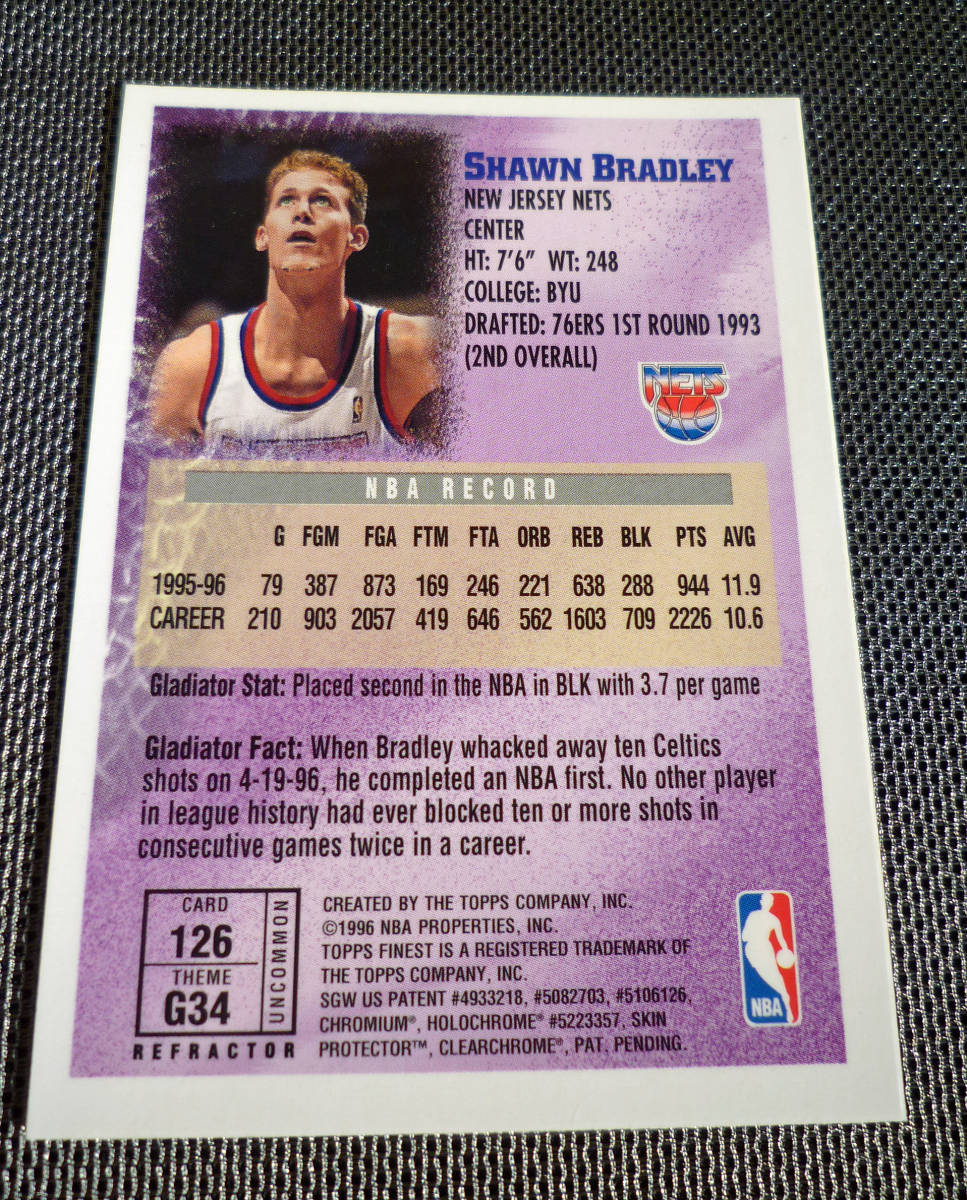 SHAWN BRADLEY
NEW JERSEY NETS
CENTER
HT: 7'6" WT: 248
COLLEGE: BYU
DRAFTED: 76ERS 1ST ROUND 1993
(2ND OVERALL)
NETS
NBA RECORD
G FGM FGA FTM FTA ORB REB BLK PTS AVG
1995-96 79 387 873 169 246 221 638 288 944 11.9
CAREER 210 903 2057 419 646 562 1603 709 2226 10.6
Gladiator Stat: Placed second in the NBA in BLK with 3.7 per game
Gladiator Fact: When Bradley whacked away ten Celtics
shots on 4-19-96, he completed an NBA first. No other player
in league history had ever blocked ten or more shots in
consecutive games twice in a career.
CARD
126
THEME
G34
UNCOMMON
REFRACTOR
CREATED BY THE TOPPS COMPANY, INC.
©1996 NBA PROPERTIES, INC.
TOPPS FINEST IS A REGISTERED TRADEMARK OF
THE TOPPS COMPANY, INC.
SGW US PATENT #4933218, #5082703, #5106126,
CHROMIUM®, HOLOCHROME® #5223357, SKIN
PROTECTOR™, CLEARCHROME®, PAT. PENDING.
NBA